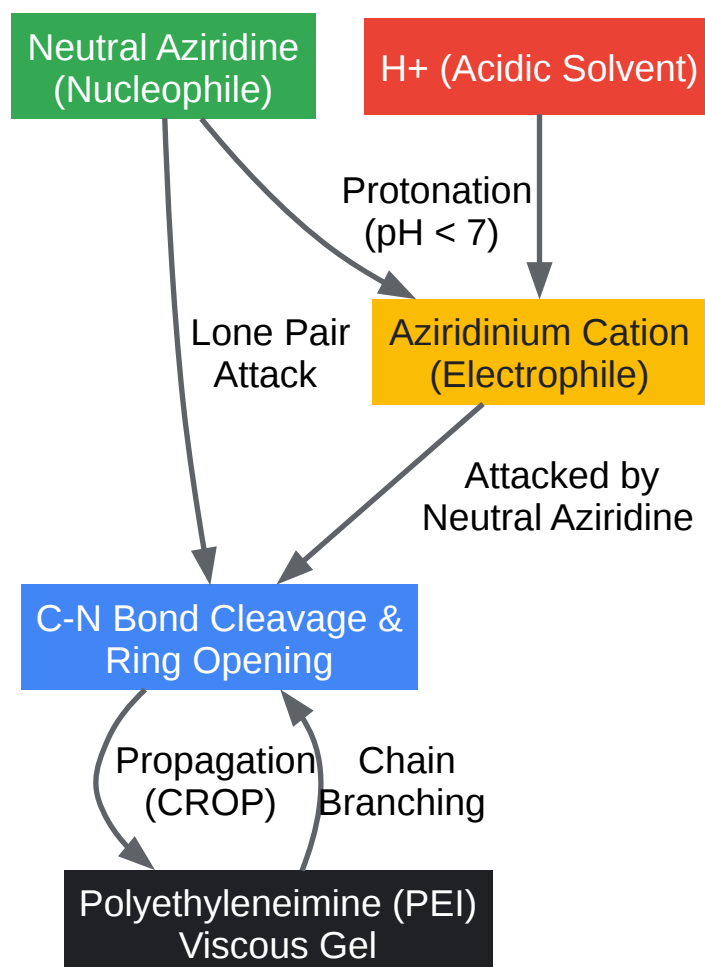 Neutral Aziridine
(Nucleophile)
H+ (Acidic Solvent)
Protonation
(pH < 7)
Lone Pair
Attack
Aziridinium Cation
(Electrophile)
Attacked by
Neutral Aziridine
C-N Bond Cleavage &
Ring Opening
Propagation
(CROP)
Chain
Branching
Polyethyleneimine (PEI)
Viscous Gel